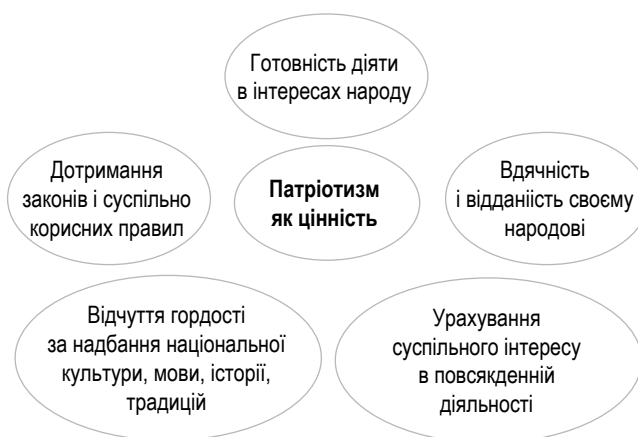 Готовність діяти
в інтересах народу
Дотримання
законів і суспільно
корисних правил
Патріотизм
як цінність
Вдячність
і відданіість своєму
народові
Відчуття гордості
за надбання національної
культури, мови, історії,
традицій
Урахування
суспільного інтересу
в повсякденній
діяльності